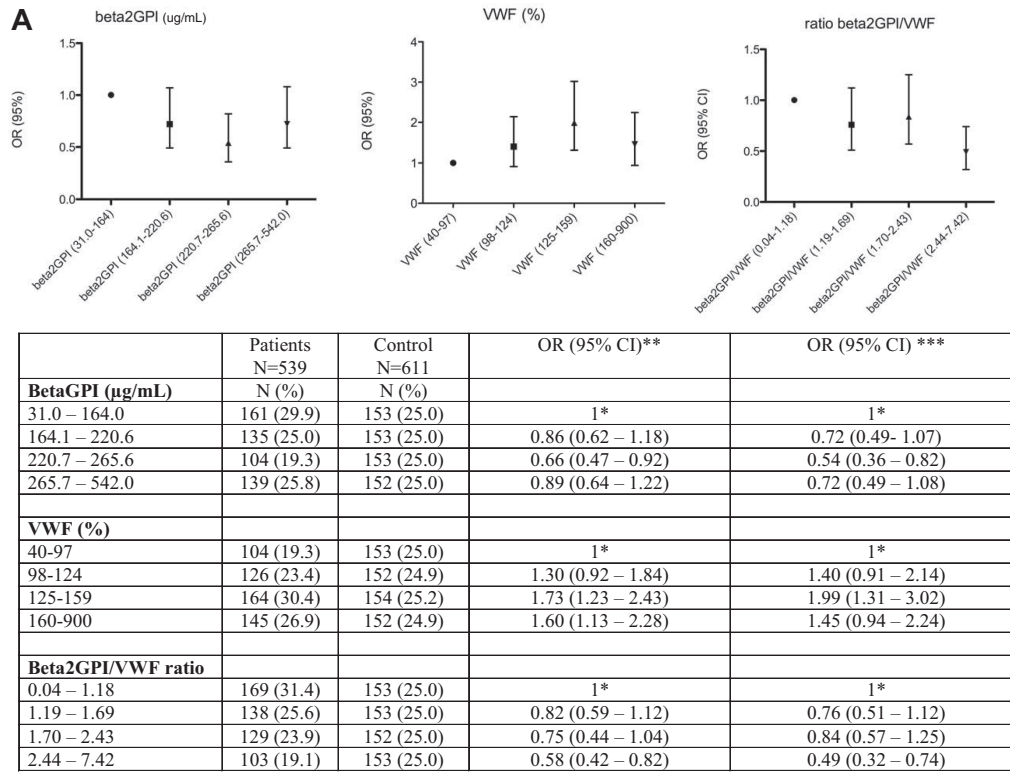 A
beta2GPI (ug/mL)
OR (95%)
1.5
1.0
0.5
0.0
beta2GPI (31.0-164)
beta2GPI (164.1-220.6)
beta2GPI (220.7-265.6)
beta2GPI (265.7-542.0)
VWF (%)
OR (95%)
4
3
2
1
0
VWF (40-97)
VWF (98-124)
VWF (125-159)
VWF (160-900)
ratio beta2GPI/VWF
OR (95% CI)
1.5
1.0
0.5
0.0
beta2GPI/VWF (0.04-1.18)
beta2GPI/VWF (1.19-1.69)
beta2GPI/VWF (1.70-2.43)
beta2GPI/VWF (2.44-7.42)
Patients Control OR (95% CI)** OR (95% CI) ***
N=539 N=611
BetaGPI (µg/mL) N (%) N (%)
31.0 – 164.0 161 (29.9) 153 (25.0) 1* 1*
164.1 – 220.6 135 (25.0) 153 (25.0) 0.86 (0.62 – 1.18) 0.72 (0.49- 1.07)
220.7 – 265.6 104 (19.3) 153 (25.0) 0.66 (0.47 – 0.92) 0.54 (0.36 – 0.82)
265.7 – 542.0 139 (25.8) 152 (25.0) 0.89 (0.64 – 1.22) 0.72 (0.49 – 1.08)
VWF (%)
40-97 104 (19.3) 153 (25.0) 1* 1*
98-124 126 (23.4) 152 (24.9) 1.30 (0.92 – 1.84) 1.40 (0.91 – 2.14)
125-159 164 (30.4) 154 (25.2) 1.73 (1.23 – 2.43) 1.99 (1.31 – 3.02)
160-900 145 (26.9) 152 (24.9) 1.60 (1.13 – 2.28) 1.45 (0.94 – 2.24)
Beta2GPI/VWF ratio
0.04 – 1.18 169 (31.4) 153 (25.0) 1* 1*
1.19 – 1.69 138 (25.6) 153 (25.0) 0.82 (0.59 – 1.12) 0.76 (0.51 – 1.12)
1.70 – 2.43 129 (23.9) 152 (25.0) 0.75 (0.44 – 1.04) 0.84 (0.57 – 1.25)
2.44 – 7.42 103 (19.1) 153 (25.0) 0.58 (0.42 – 0.82) 0.49 (0.32 – 0.74)